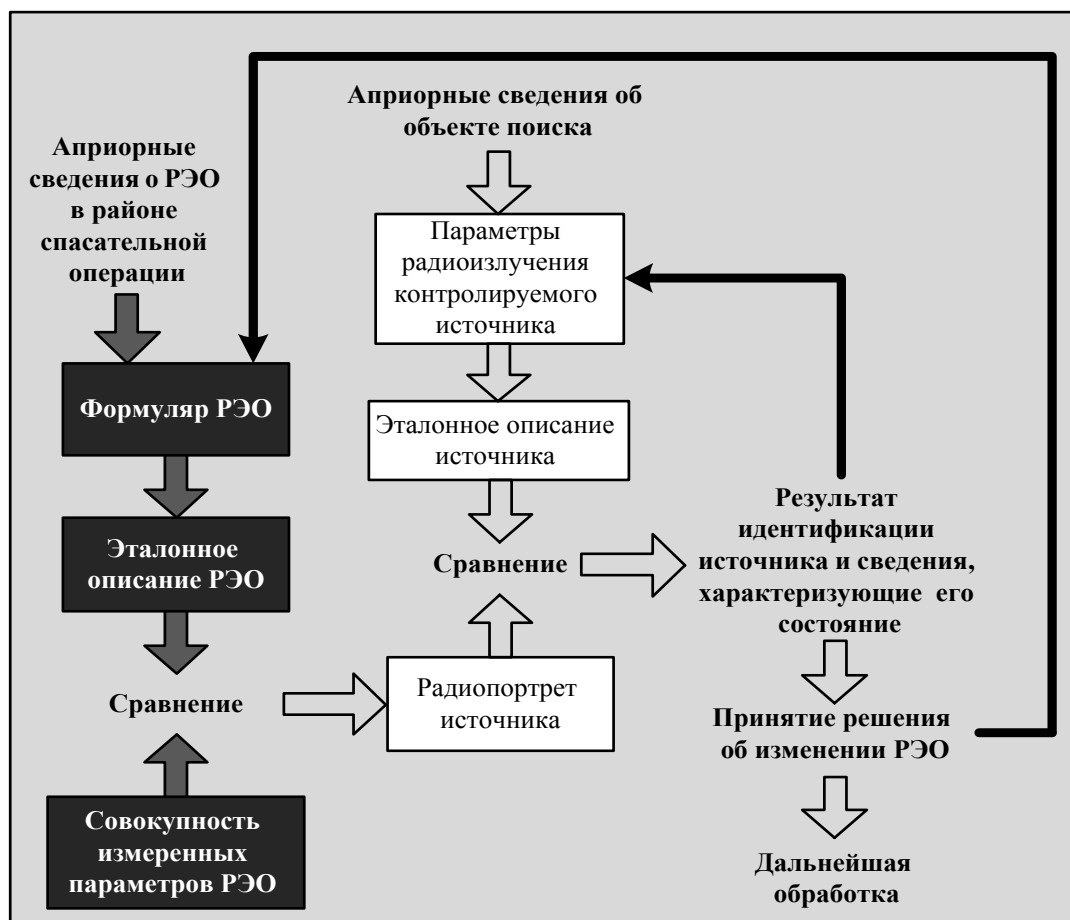 Априорные сведения об
объекте поиска
Априорные
сведения о РЭО
в районе
спасательной
операции
Параметры
радиоизлучения
контролируемого
источника
Формуляр РЭО
Эталонное описание
источника
Эталонное
описание РЭО
Сравнение
Результат
идентификации
источника и сведения,
характеризующие его
состояние
Сравнение
Радиопортрет
источника
Принятие решения
об изменении РЭО
Совокупность
измеренных
параметров РЭО
Дальнейшая
обработка